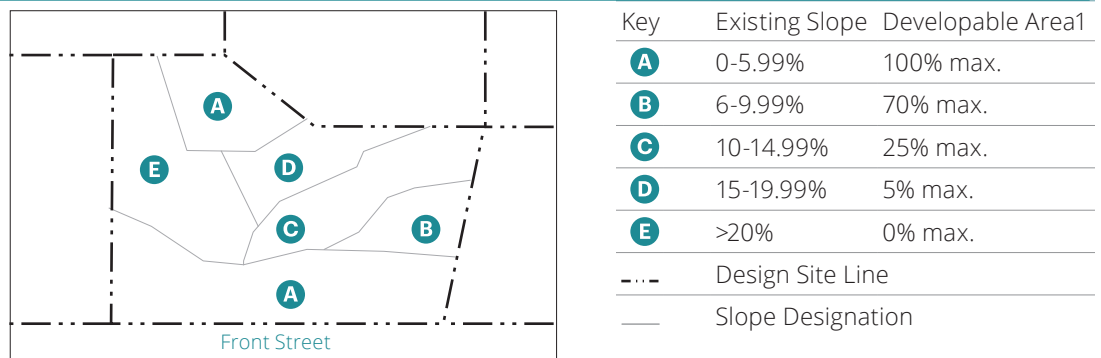 A
E
D
C
B
A
Front Street
Key Existing Slope Developable Area1
A 0-5.99% 100% max.
B 6-9.99% 70% max.
C 10-14.99% 25% max.
D 15-19.99% 5% max.
E >20% 0% max.
Design Site Line
Slope Designation